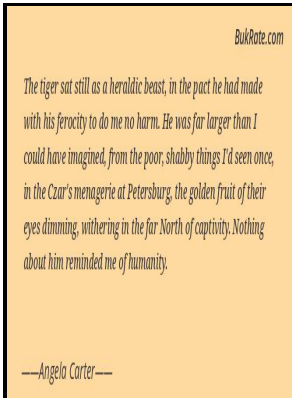 BukRate.com
The tiger sat still as a heraldic beast, in the pact he had made
with his ferocity to do me no harm. He was far larger than I
could have imagined, from the poor, shabby things I'd seen once,
in the Czar's menagerie at Petersburg, the golden fruit of their
eyes dimming, withering in the far North of captivity. Nothing
about him reminded me of humanity.
——Angela Carter——